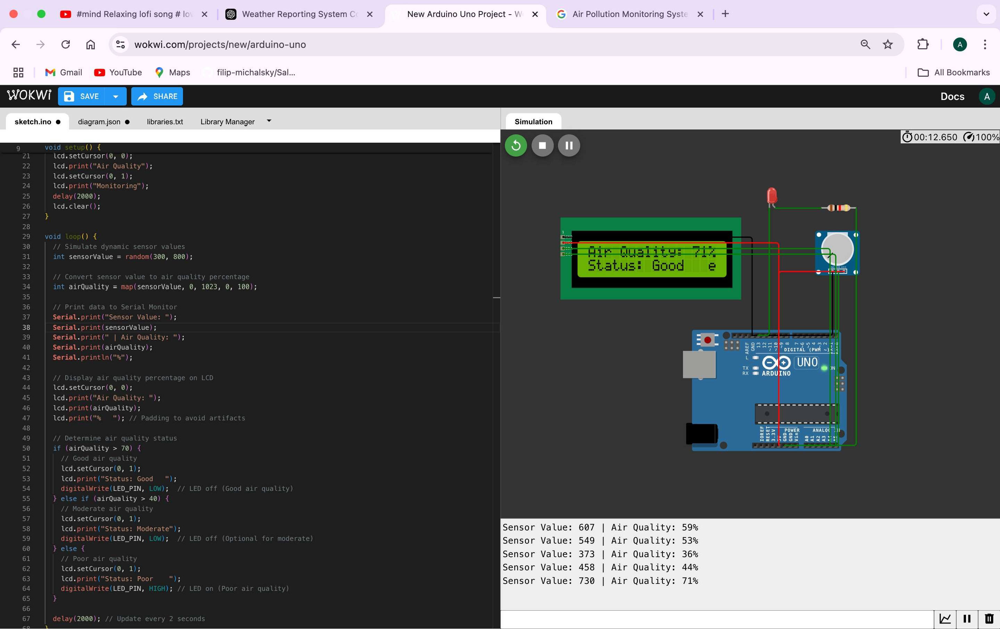 #mind Relaxing lofi song # lo
Weather Reporting System Co
New Arduino Uno Project - W
Air Pollution Monitoring Syste
wokwi.com/projects/new/arduino-uno
A
Gmail
YouTube
Maps
filip-michalsky/Sal...
All Bookmarks
WOKWi
SAVE
SHARE
Docs
A
sketch.ino
diagram.json
libraries.txt
Library Manager
Simulation
00:12.650
100%
9 void setup() {
21 lcd.setCursor(0, 0);
22 lcd.print("Air Quality");
23 lcd.setCursor(0, 1);
24 lcd.print("Monitoring");
25 delay(2000);
26 lcd.clear();
27 }
28
29 void loop() {
30 // Simulate dynamic sensor values
31 int sensorValue = random(300, 800);
32
33 // Convert sensor value to air quality percentage
34 int airQuality = map(sensorValue, 0, 1023, 0, 100);
35
36 // Print data to Serial Monitor
37 Serial.print("Sensor Value: ");
38 Serial.print(sensorValue);
39 Serial.print(" | Air Quality: ");
40 Serial.print(airQuality);
41 Serial.println("%");
42
43 // Display air quality percentage on LCD
44 lcd.setCursor(0, 0);
45 lcd.print("Air Quality: ");
46 lcd.print(airQuality);
47 lcd.print("%   "); // Padding to avoid artifacts
48
49 // Determine air quality status
50 if (airQuality > 70) {
51 // Good air quality
52 lcd.setCursor(0, 1);
53 lcd.print("Status: Good   ");
54 digitalWrite(LED_PIN, LOW);  // LED off (Good air quality)
55 } else if (airQuality > 40) {
56 // Moderate air quality
57 lcd.setCursor(0, 1);
58 lcd.print("Status: Moderate");
59 digitalWrite(LED_PIN, LOW);  // LED off (Optional for moderate)
60 } else {
61 // Poor air quality
62 lcd.setCursor(0, 1);
63 lcd.print("Status: Poor    ");
64 digitalWrite(LED_PIN, HIGH); // LED on (Poor air quality)
65 }
66
67 delay(2000); // Update every 2 seconds
68 }
1
Air Quality: 71%
Status: Good   e
AREF
GND
13
12
~11
~10
~9
8
7
~6
~5
4
~3
2
DIGITAL (PWM ~)
L
TX
RX
UNO
ON
ARDUINO
IOREF
RESET
3.3V
GND
GND
Vin
POWER
ANALOG IN
A0
A1
A2
A3
Sensor Value: 607 | Air Quality: 59%
Sensor Value: 549 | Air Quality: 53%
Sensor Value: 373 | Air Quality: 36%
Sensor Value: 458 | Air Quality: 44%
Sensor Value: 730 | Air Quality: 71%